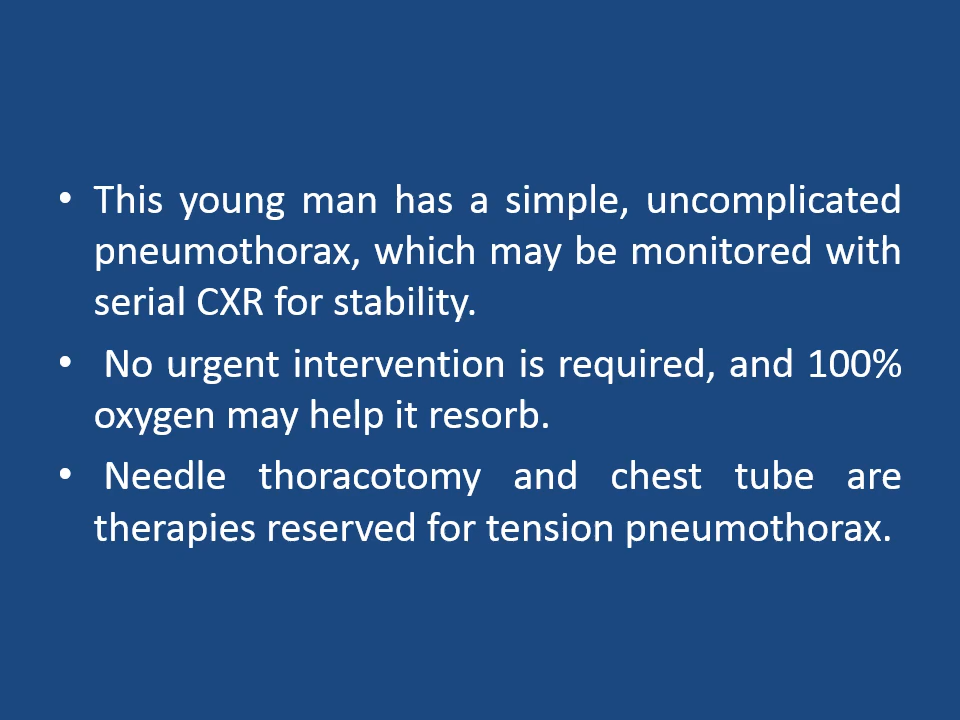 • This young man has a simple, uncomplicated
pneumothorax, which may be monitored with
serial CXR for stability.
• No urgent intervention is required, and 100%
oxygen may help it resorb.
• Needle thoracotomy and chest tube are
therapies reserved for tension pneumothorax.